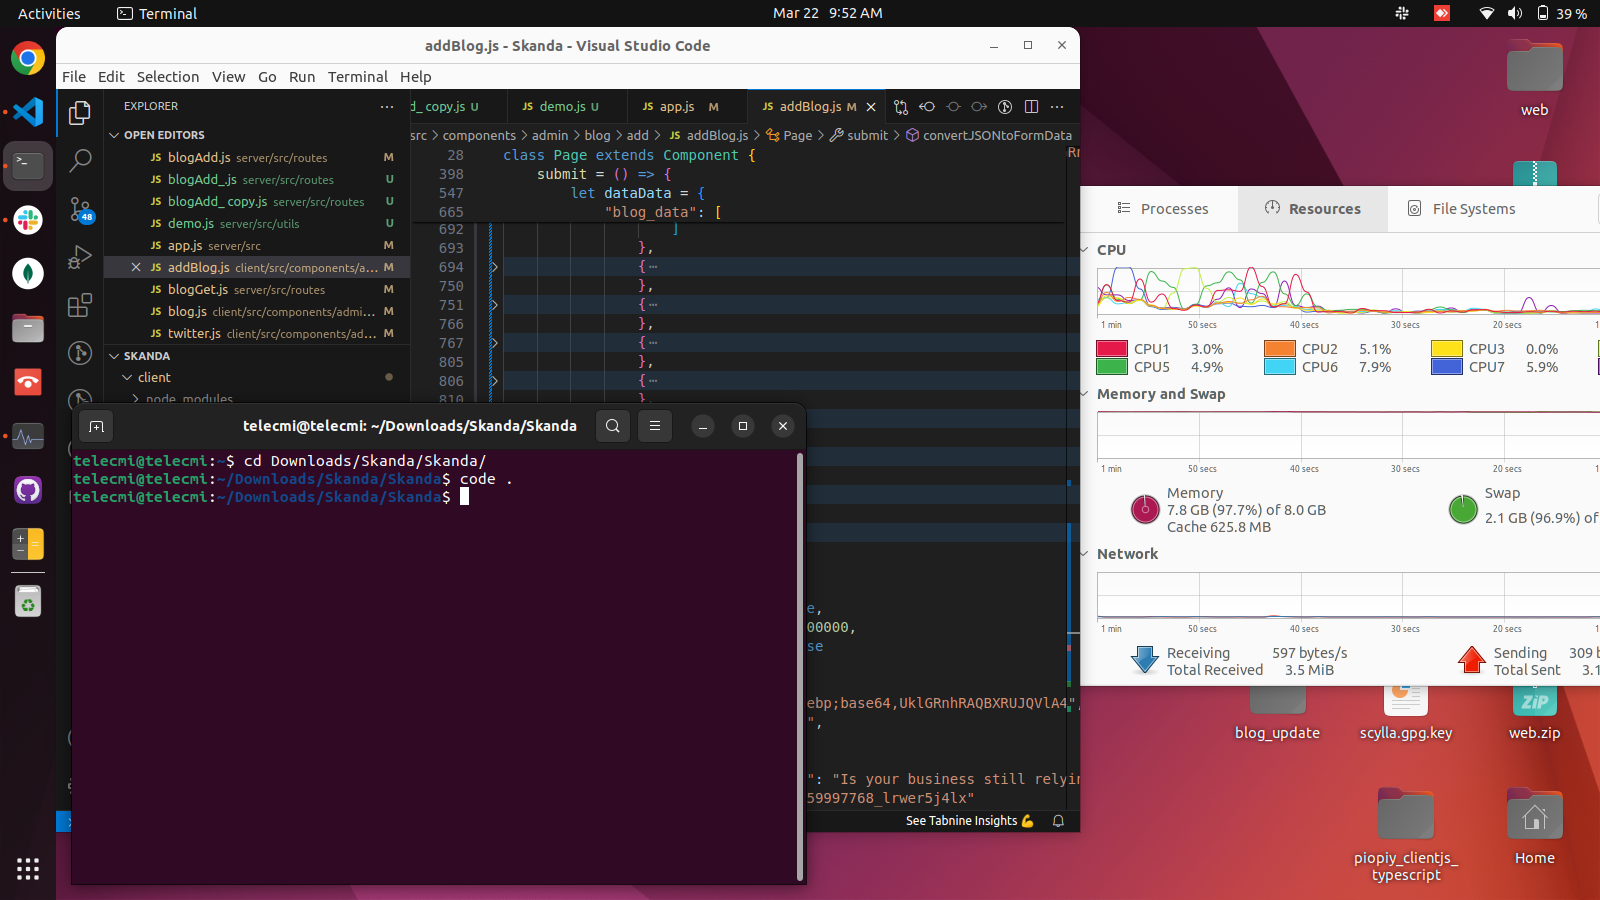 Activities
Terminal
Mar 22 9:52 AM
39 %
addBlog.js - Skanda - Visual Studio Code
File Edit Selection View Go Run Terminal Help
EXPLORER
OPEN EDITORS
JS blogAdd.js server/src/routes M
JS blogAdd_.js server/src/routes U
JS blogAdd_ copy.js server/src/routes U
JS demo.js server/src/utils U
JS app.js server/src M
JS addBlog.js client/src/components/a... M
JS blogGet.js server/src/routes M
JS blog.js client/src/components/admi... M
JS twitter.js client/src/components/ad... M
SKANDA
client
node_modules
48
d_ copy.js U
JS demo.js U
JS app.js M
JS addBlog.js M
src > components > admin > blog > add > JS addBlog.js > Page > submit > convertJSONtoFormData
28 class Page extends Component {
398 submit = () => {
547 let dataData = {
665 "blog_data": [
692 ]
693 },
694 {⋯
750 },
751 {⋯
766 },
767 {⋯
805 },
806 {⋯
810 },
e,
00000,
se
ebp;base64,UklGRnhRAQBXRUJQVlA4",
",
": "Is your business still relyin
59997768_lrwer5j4lx"
See Tabnine Insights
telecmi@telecmi: ~/Downloads/Skanda/Skanda
telecmi@telecmi:~$ cd Downloads/Skanda/Skanda/
telecmi@telecmi:~/Downloads/Skanda/Skanda$ code .
telecmi@telecmi:~/Downloads/Skanda/Skanda$
Processes
Resources
File Systems
CPU
1 min 50 secs 40 secs 30 secs 20 secs 1
CPU1 3.0% CPU2 5.1% CPU3 0.0%
CPU5 4.9% CPU6 7.9% CPU7 5.9%
Memory and Swap
1 min 50 secs 40 secs 30 secs 20 secs 1
Memory
7.8 GB (97.7%) of 8.0 GB
Cache 625.8 MB
Swap
2.1 GB (96.9%) of
Network
1 min 50 secs 40 secs 30 secs 20 secs 1
Receiving 597 bytes/s
Total Received 3.5 MiB
Sending 309 b
Total Sent 3.1
web
blog_update
scylla.gpg.key
ZiP
web.zip
piopiy_clientjs_
typescript
Home